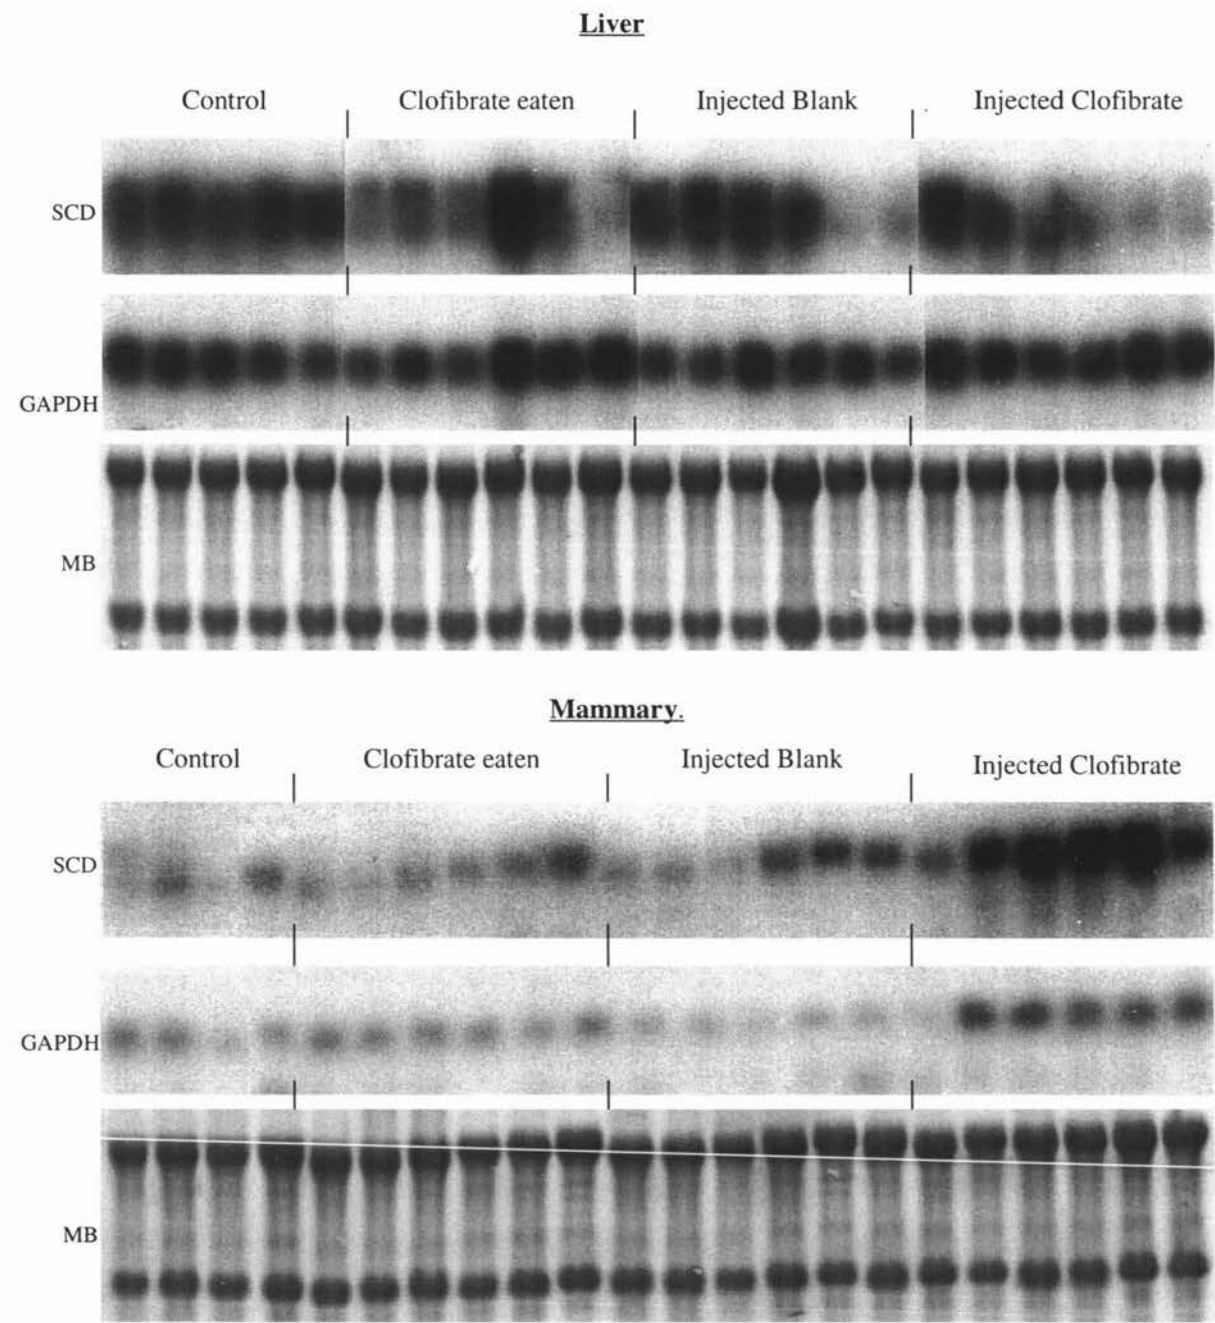 Liver
Control Clofibrate eaten Injected Blank Injected Clofibrate
SCD
GAPDH
MB
Mammary.
Control Clofibrate eaten Injected Blank Injected Clofibrate
SCD
GAPDH
MB